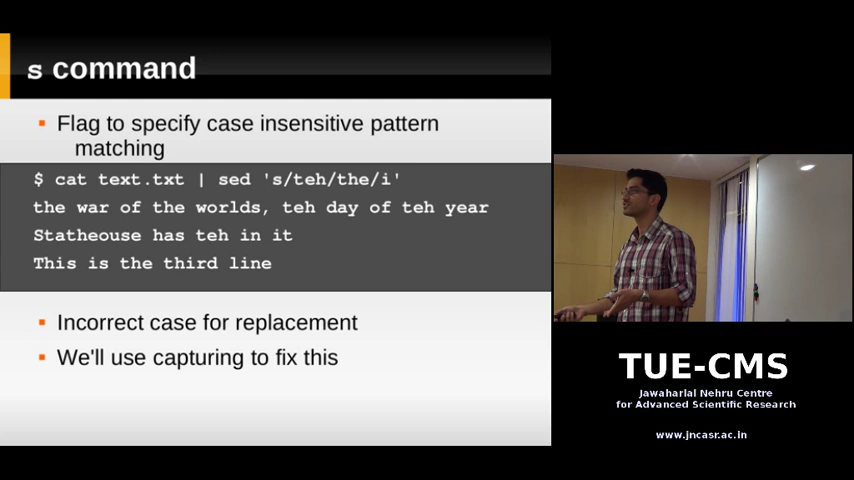 s command
Flag to specify case insensitive pattern
matching
$ cat text.txt | sed 's/teh/the/i'
the war of the worlds, teh day of teh year
Statheouse has teh in it
This is the third line
Incorrect case for replacement
We'll use capturing to fix this
TUE-CMS
Jawaharlal Nehru Centre
for Advanced Scientific Research
www.jncasr.ac.in